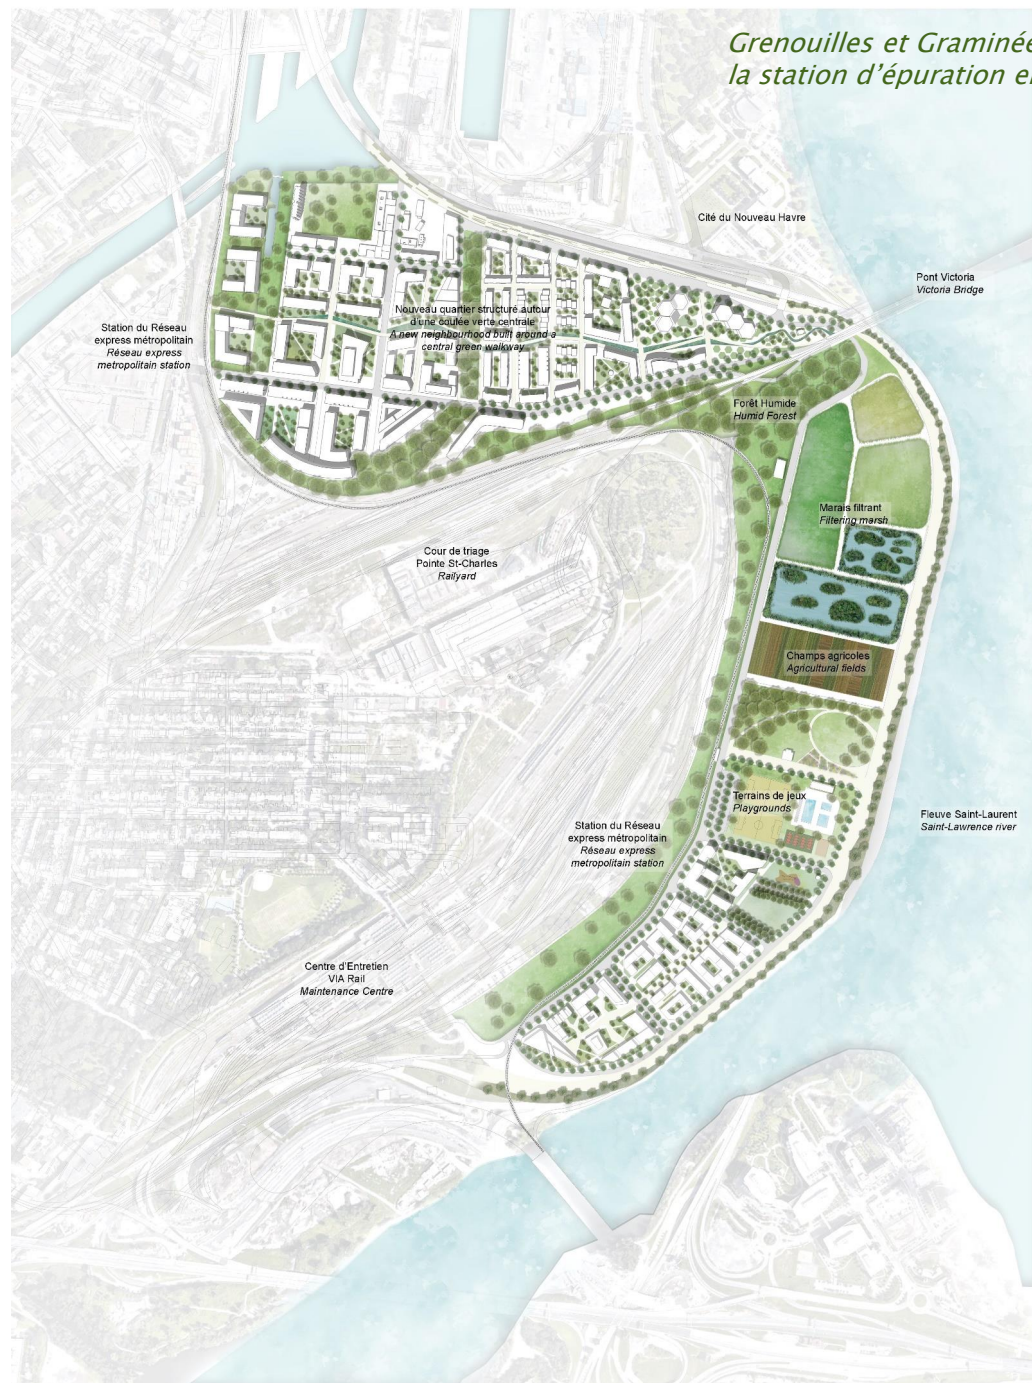 Grenouilles et Graminée
la station d'épuration e
Cité du Nouveau Havre
Pont Victoria
Victoria Bridge
Nouveau quartier structuré autour
d'une coulée verte centrale
A new neighbourhood built around a
central green walkway
Station du Réseau
express métropolitain
Réseau express
metropolitain station
Forêt Humide
Humid Forest
Marais filtrant
Filtering marsh
Cour de triage
Pointe St-Charles
Railyard
Champs agricoles
Agricultural fields
Terrains de jeux
Playgrounds
Fleuve Saint-Laurent
Saint-Lawrence river
Station du Réseau
express métropolitain
Réseau express
metropolitain station
Centre d'Entretien
VIA Rail
Maintenance Centre